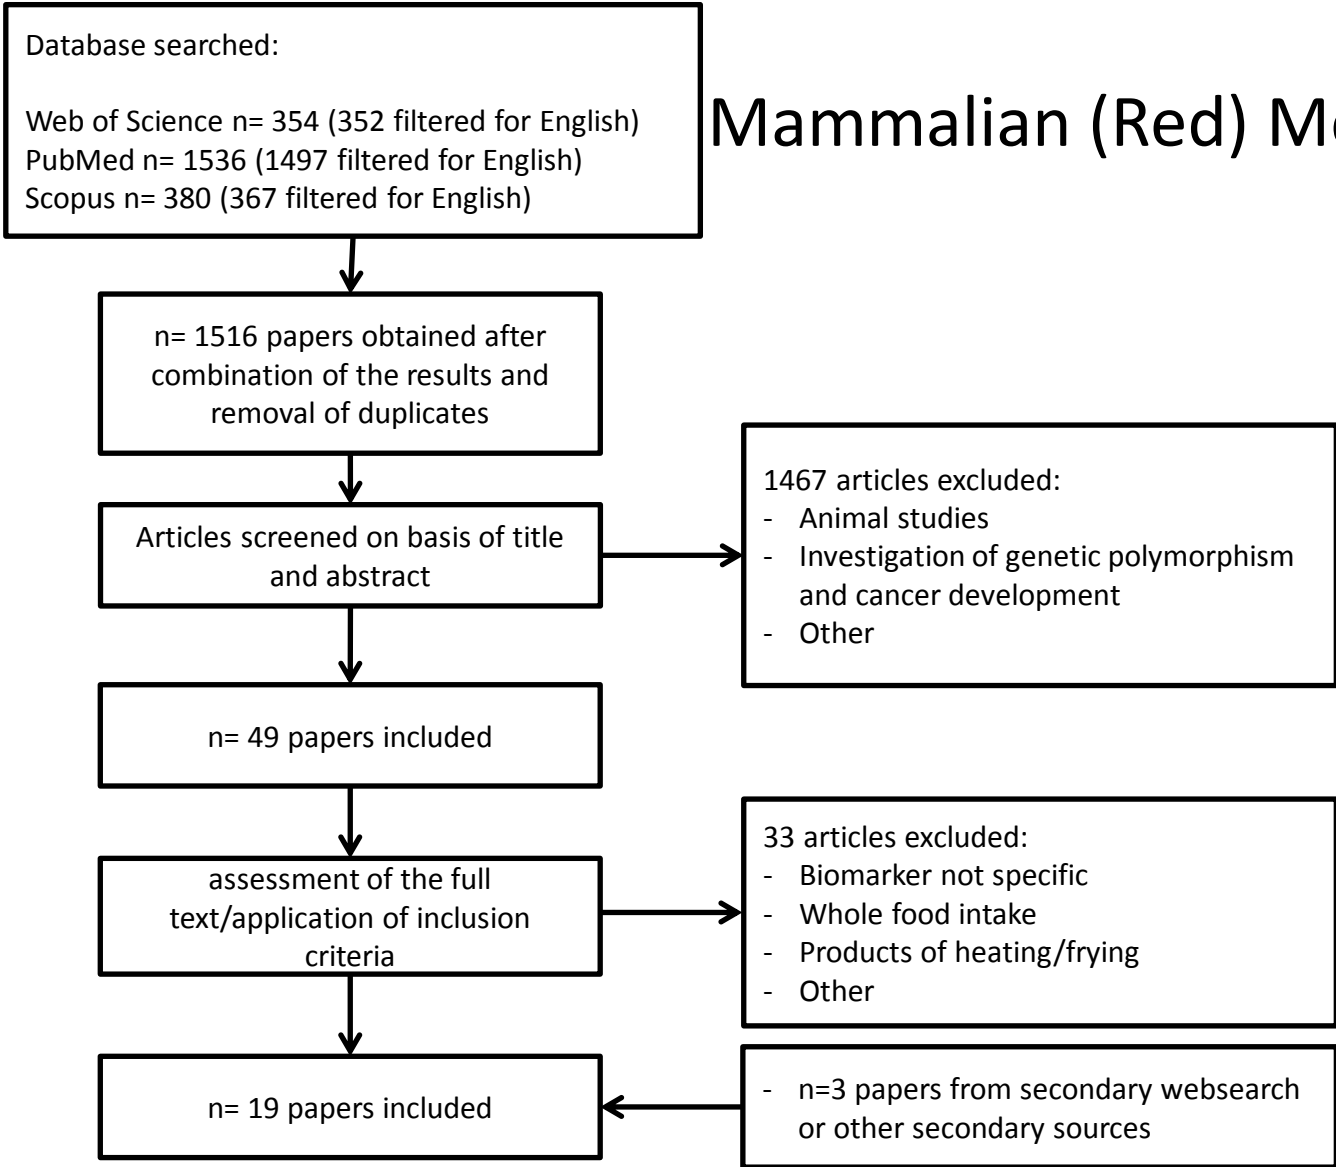 Database searched:
Web of Science n= 354 (352 filtered for English)
PubMed n= 1536 (1497 filtered for English)
Scopus n= 380 (367 filtered for English)
Mammalian (Red) M
n= 1516 papers obtained after
combination of the results and
removal of duplicates
Articles screened on basis of title
and abstract
1467 articles excluded:
- Animal studies
- Investigation of genetic polymorphism
and cancer development
- Other
n= 49 papers included
assessment of the full
text/application of inclusion
criteria
33 articles excluded:
- Biomarker not specific
- Whole food intake
- Products of heating/frying
- Other
n= 19 papers included
- n=3 papers from secondary websearch
or other secondary sources